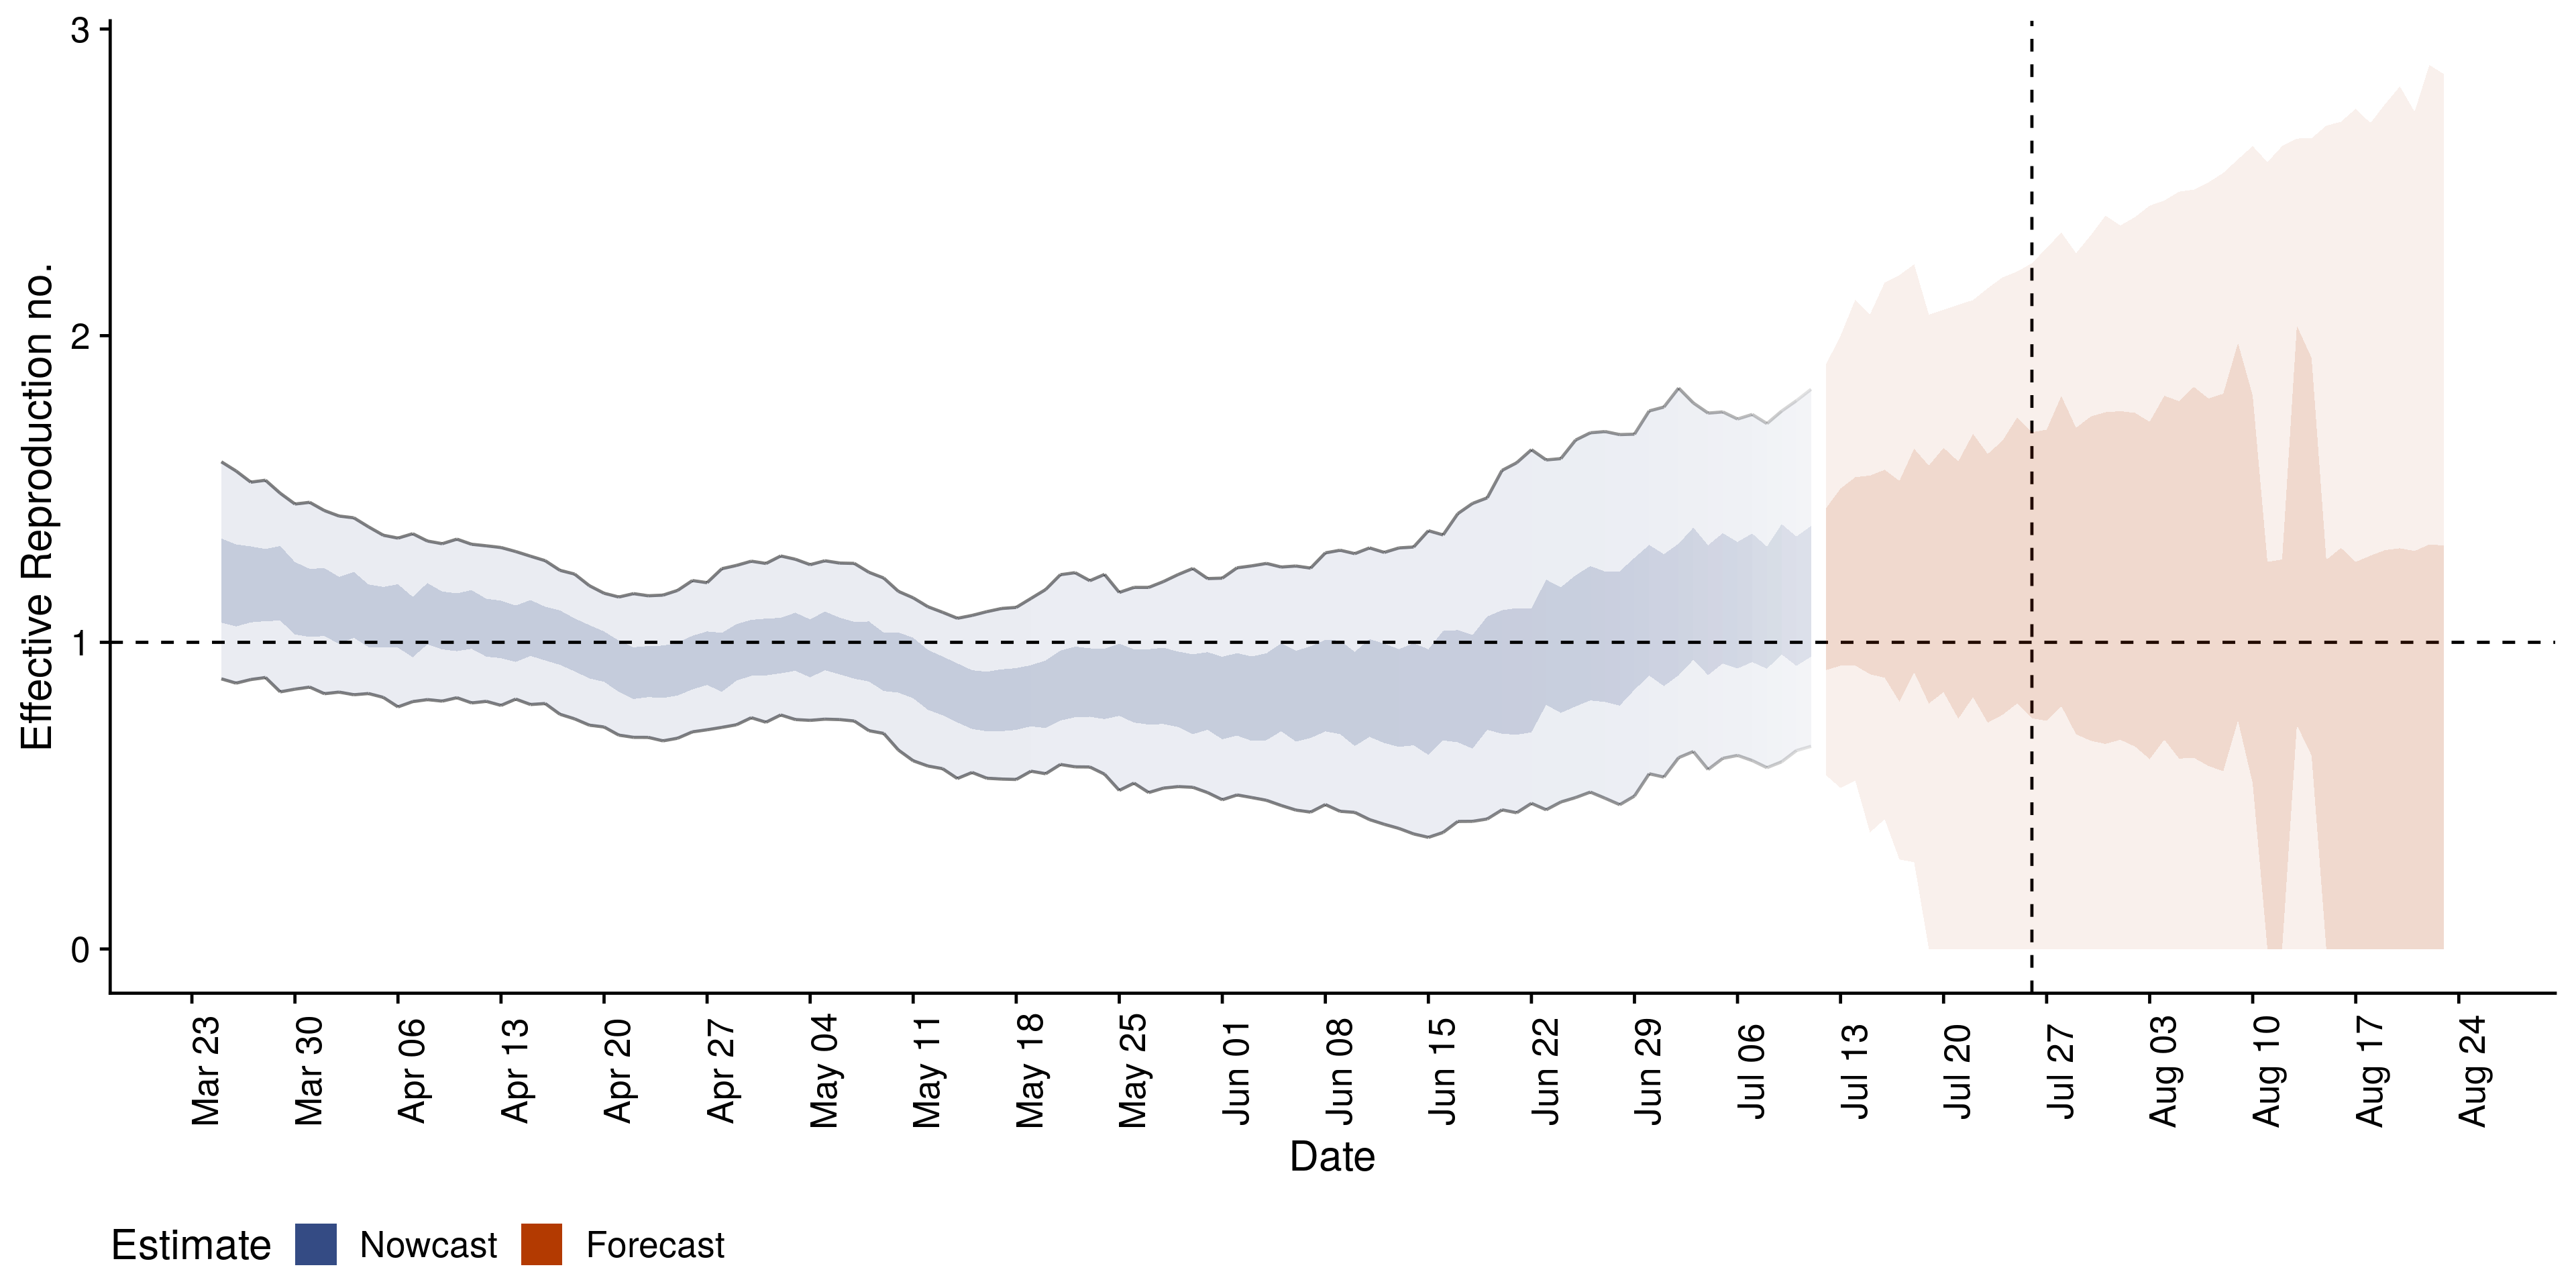 Effective Reproduction no.
3
2
1
0
Mar 23
Mar 30
Apr 06
Apr 13
Apr 20
Apr 27
May 04
May 11
May 18
May 25
Jun 01
Jun 08
Jun 15
Jun 22
Jun 29
Jul 06
Jul 13
Jul 20
Jul 27
Aug 03
Aug 10
Aug 17
Aug 24
Date
Estimate Nowcast Forecast